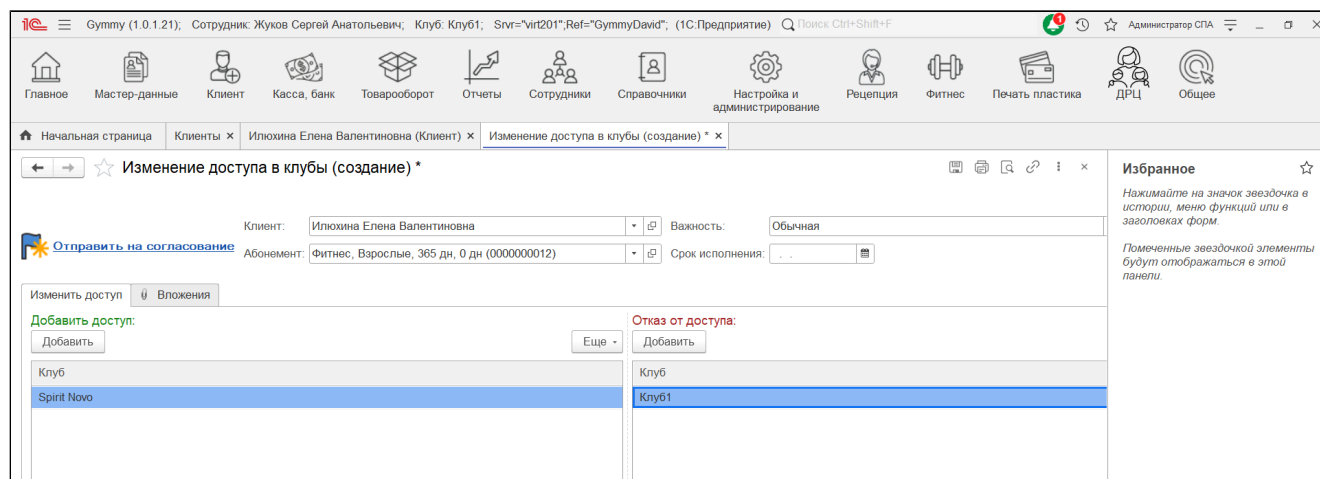 1С Gymmy (1.0.1.21); Сотрудник: Жуков Сергей Анатольевич; Клуб: Клуб1; Srvr="virt201";Ref="GymmyDavid"; (1С:Предприятие) Поиск Ctrl+Shift+F 1 Администратор СПА
Главное Мастер-данные Клиент Касса, банк Товарооборот Отчеты Сотрудники Справочники Настройка и администрирование Рецепция Фитнес Печать пластика ДРЦ Общее
Начальная страница Клиенты × Илюхина Елена Валентиновна (Клиент) × Изменение доступа в клубы (создание) * ×
Изменение доступа в клубы (создание) *
Избранное
Нажимайте на значок звездочка в
истории, меню функций или в
заголовках форм.
Помеченные звездочкой элементы
будут отображаться в этой
панели.
Клиент: Илюхина Елена Валентиновна Важность: Обычная
Отправить на согласование
Абонемент: Фитнес, Взрослые, 365 дн, 0 дн (0000000012) Срок исполнения: . .
Изменить доступ Вложения
Добавить доступ: Отказ от доступа:
Добавить Еще Добавить
Клуб Клуб
Spirit Novo Клуб1